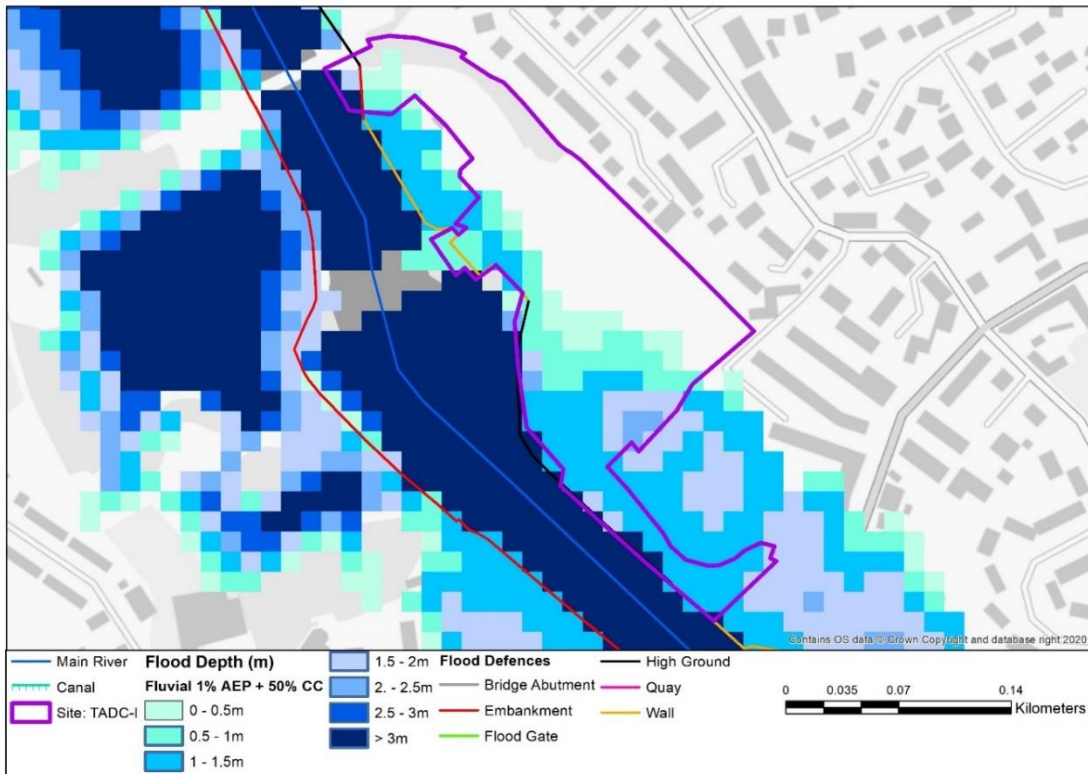 Contains OS data © Crown Copyright and database right 2020
Main River
Canal
Site: TADC-I
Flood Depth (m)
Fluvial 1% AEP + 50% CC
0 - 0.5m
0.5 - 1m
1 - 1.5m
1.5 - 2m
2. - 2.5m
2.5 - 3m
> 3m
Flood Defences
Bridge Abutment
Embankment
Flood Gate
High Ground
Quay
Wall
0 0.035 0.07 0.14
Kilometers